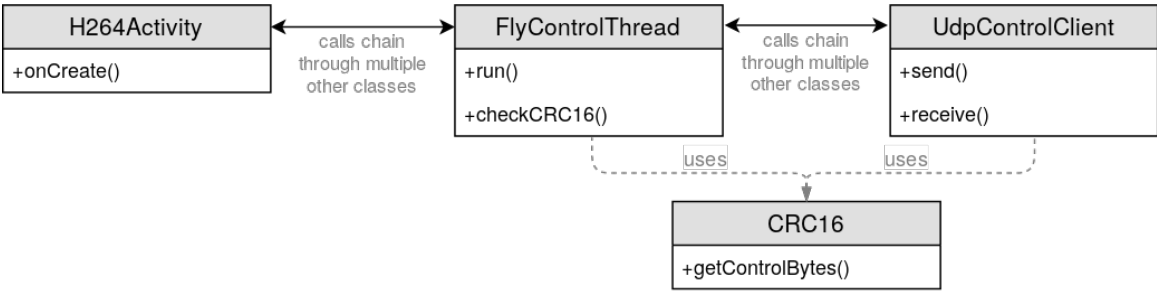 H264Activity
+onCreate()
calls chain
through multiple
other classes
FlyControlThread
+run()
+checkCRC16()
calls chain
through multiple
other classes
UdpControlClient
+send()
+receive()
uses
uses
CRC16
+getControlBytes()